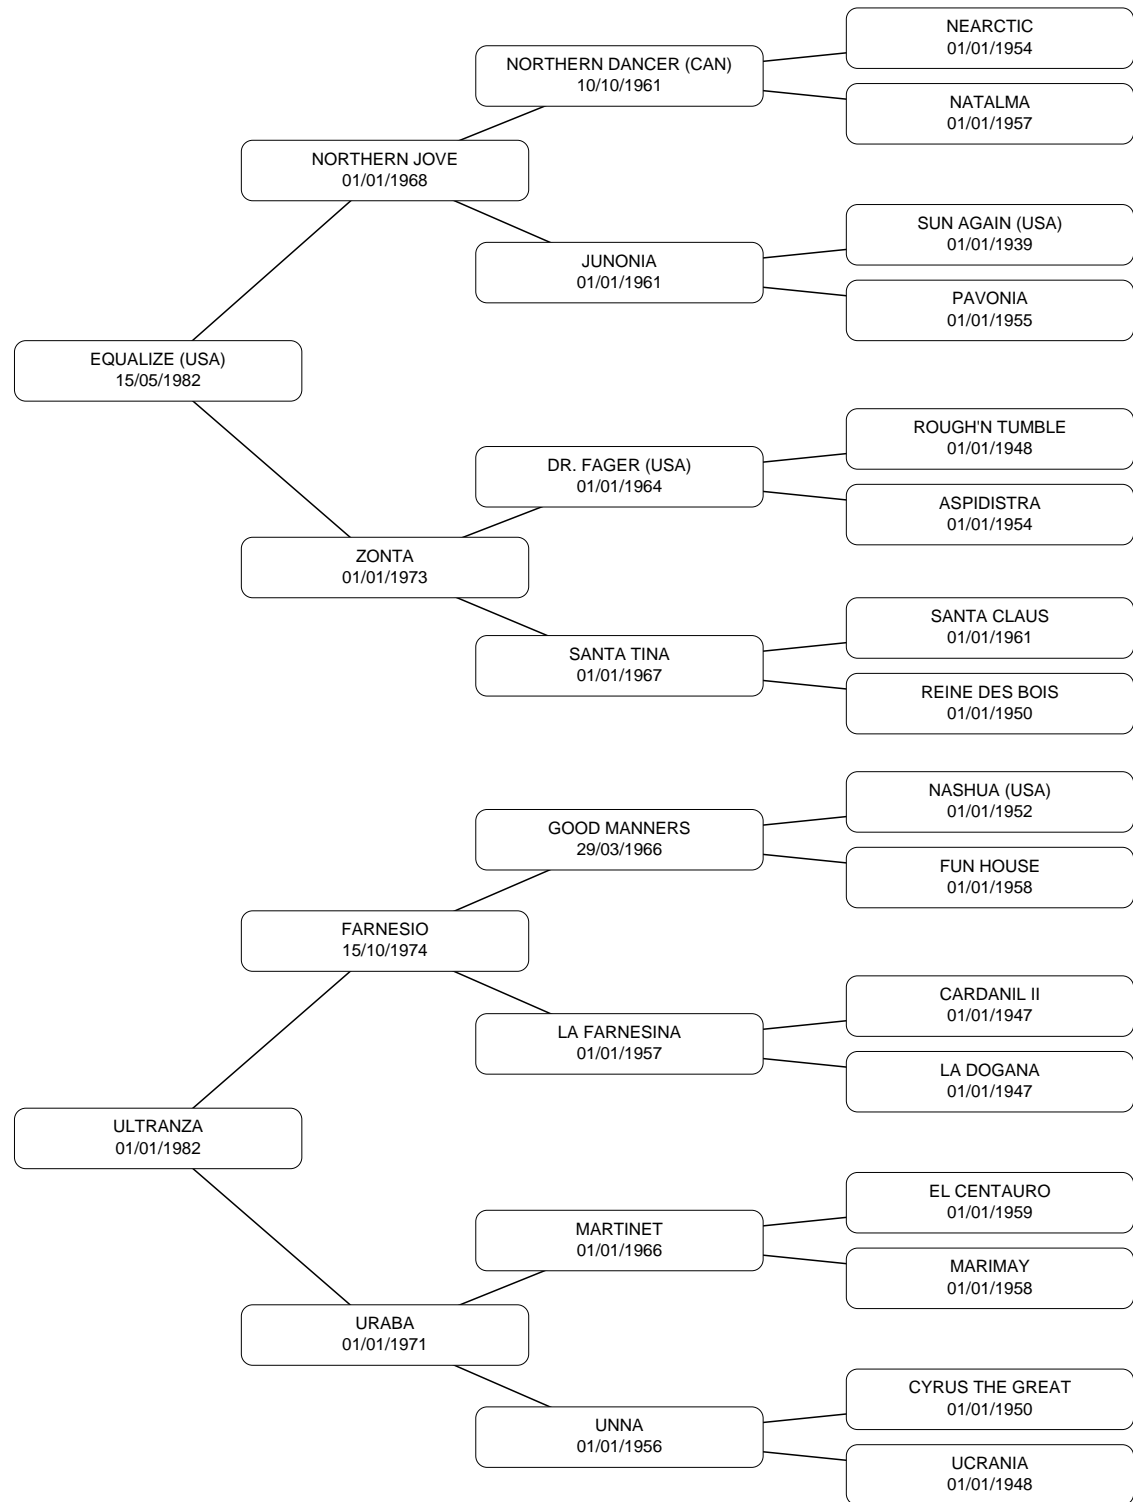 NEARCTIC
01/01/1954
NORTHERN DANCER (CAN)
10/10/1961
NATALMA
01/01/1957
NORTHERN JOVE
01/01/1968
SUN AGAIN (USA)
01/01/1939
JUNONIA
01/01/1961
PAVONIA
01/01/1955
EQUALIZE (USA)
15/05/1982
ROUGH'N TUMBLE
01/01/1948
DR. FAGER (USA)
01/01/1964
ASPIDISTRA
01/01/1954
ZONTA
01/01/1973
SANTA CLAUS
01/01/1961
SANTA TINA
01/01/1967
REINE DES BOIS
01/01/1950
NASHUA (USA)
01/01/1952
GOOD MANNERS
29/03/1966
FUN HOUSE
01/01/1958
FARNESIO
15/10/1974
CARDANIL II
01/01/1947
LA FARNESINA
01/01/1957
LA DOGANA
01/01/1947
ULTRANZA
01/01/1982
EL CENTAURO
01/01/1959
MARTINET
01/01/1966
MARIMAY
01/01/1958
URABA
01/01/1971
CYRUS THE GREAT
01/01/1950
UNNA
01/01/1956
UCRANIA
01/01/1948